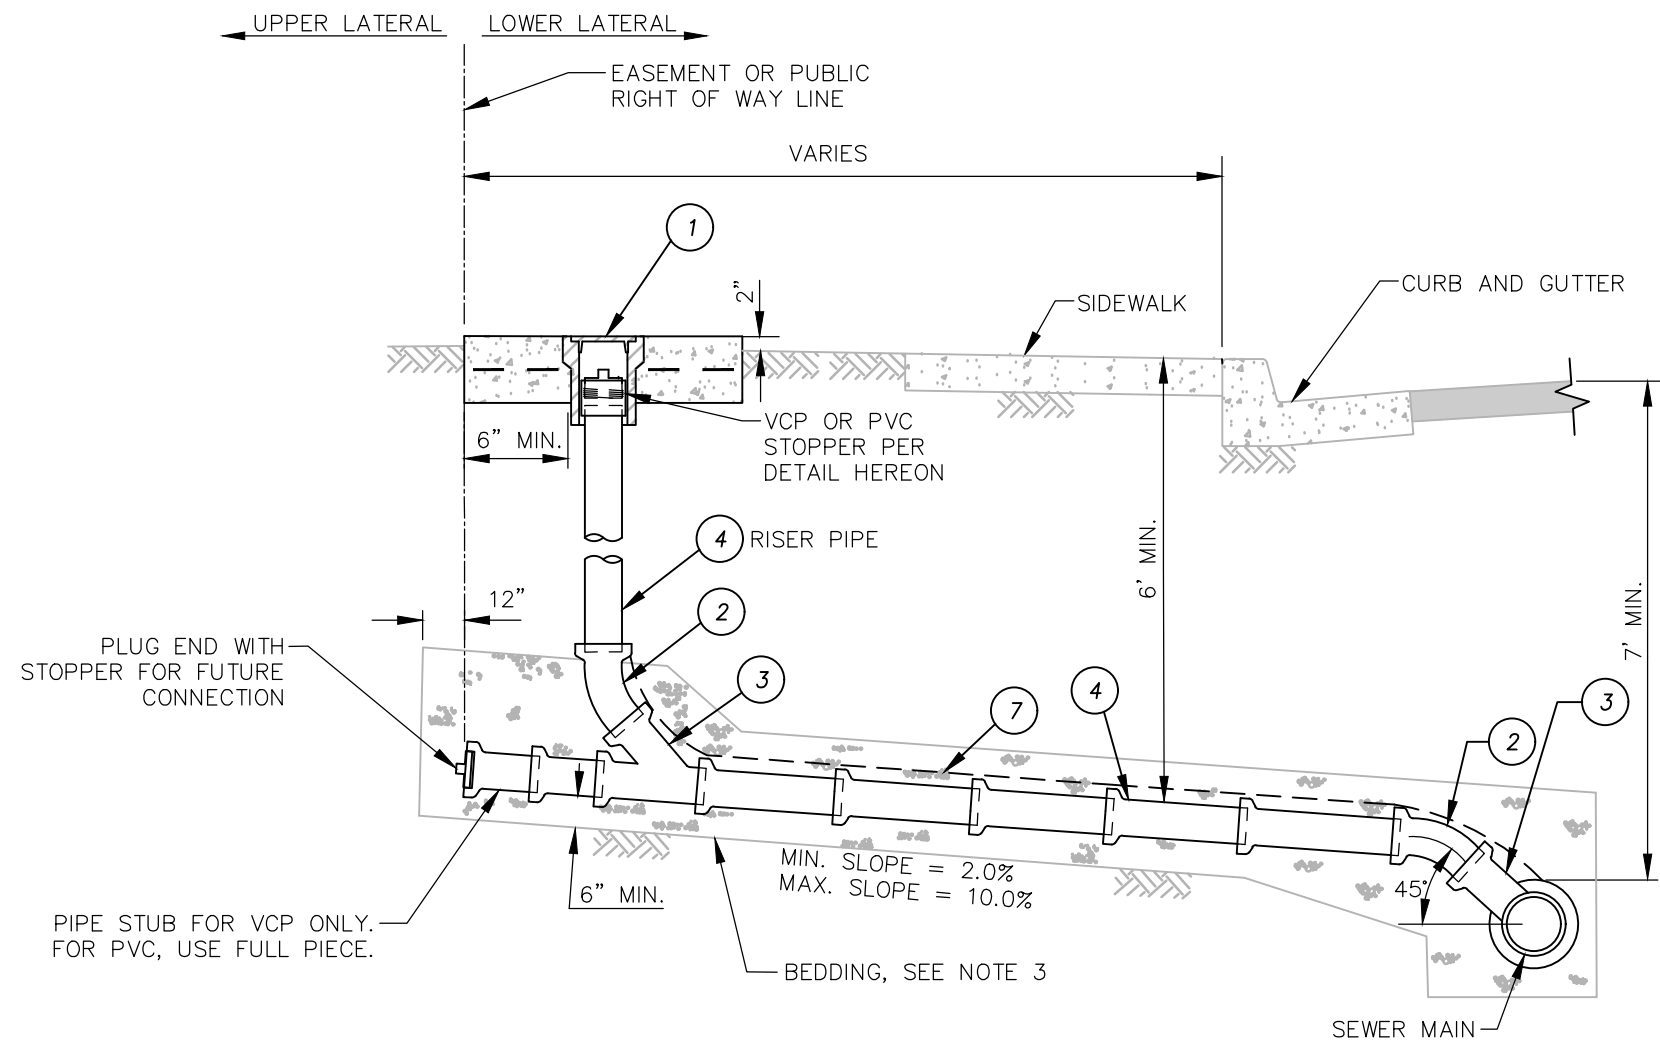 UPPER LATERAL
LOWER LATERAL
EASEMENT OR PUBLIC
RIGHT OF WAY LINE
VARIES
1
2"
SIDEWALK
CURB AND GUTTER
VCP OR PVC
STOPPER PER
DETAIL HEREON
6" MIN.
4 RISER PIPE
2
12"
6' MIN.
7' MIN.
PLUG END WITH
STOPPER FOR FUTURE
CONNECTION
3
7
4
3
2
MIN. SLOPE = 2.0%
MAX. SLOPE = 10.0%
45°
6" MIN.
PIPE STUB FOR VCP ONLY.
FOR PVC, USE FULL PIECE.
BEDDING, SEE NOTE 3
SEWER MAIN